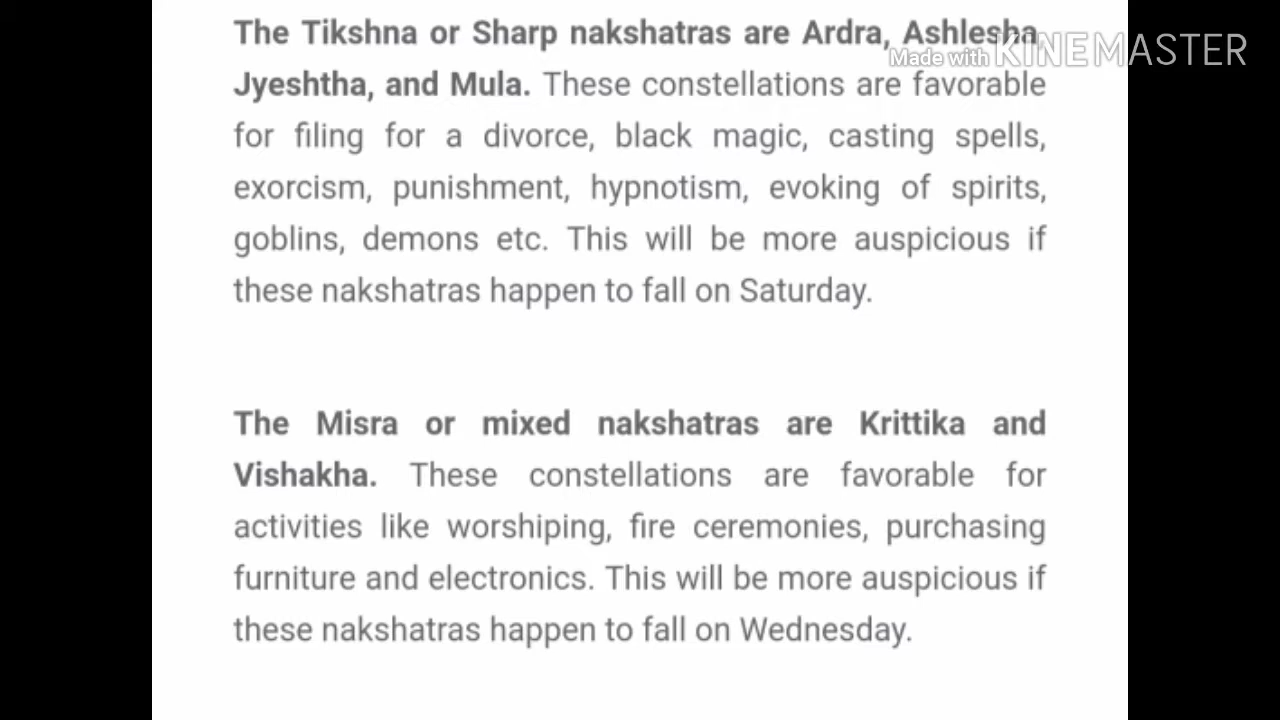 The Tikshna or Sharp nakshatras are Ardra, Ashlesha,
Made with KINEMASTER
Jyeshtha, and Mula. These constellations are favorable
for filing for a divorce, black magic, casting spells,
exorcism, punishment, hypnotism, evoking of spirits,
goblins, demons etc. This will be more auspicious if
these nakshatras happen to fall on Saturday.
The Misra or mixed nakshatras are Krittika and
Vishakha. These constellations are favorable for
activities like worshiping, fire ceremonies, purchasing
furniture and electronics. This will be more auspicious if
these nakshatras happen to fall on Wednesday.